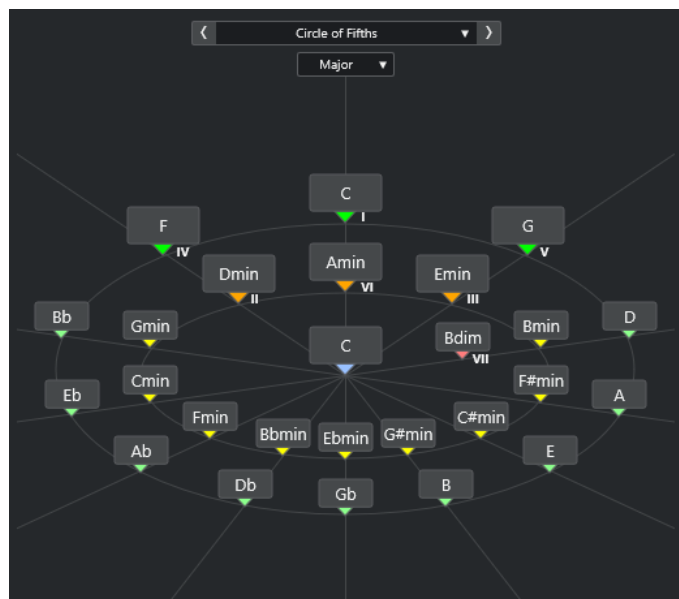 Circle of Fifths
Major
C
I
F
IV
G
V
Amin
VI
Dmin
II
Emin
III
Bb
D
Gmin
Bmin
Bdim
VII
C
Cmin
F#min
Eb
A
Fmin
C#min
Bbmin
Ebmin
G#min
Ab
E
Db
Gb
B